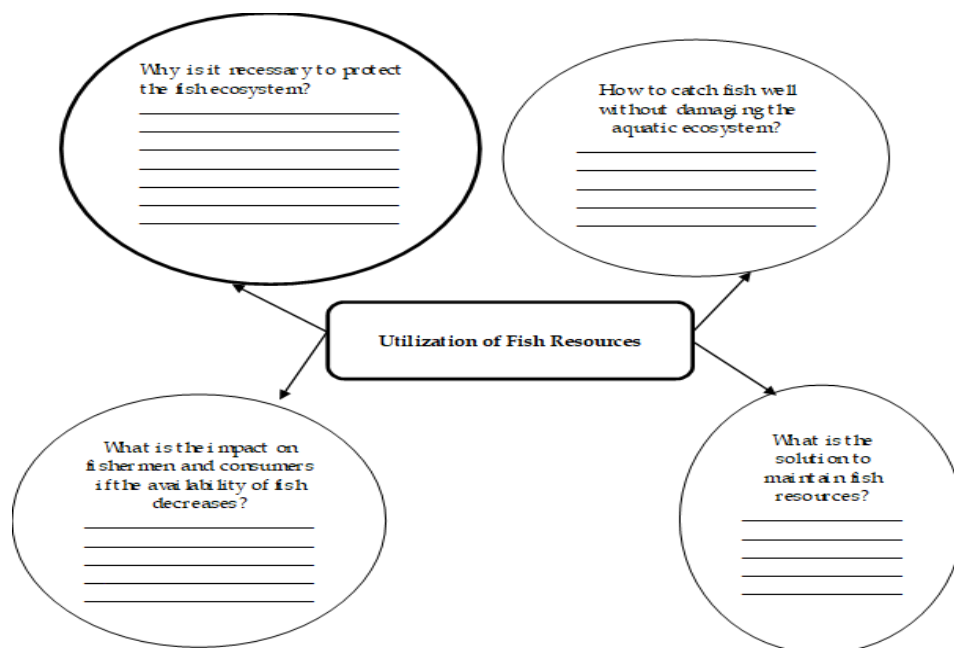 Why is it necessary to protect
the fish ecosystem?
How to catch fish well
without damaging the
aquatic ecosystem?
Utilization of Fish Resources
What is the impact on
fishermen and consumers
if the availability of fish
decreases?
What is the
solution to
maintain fish
resources?